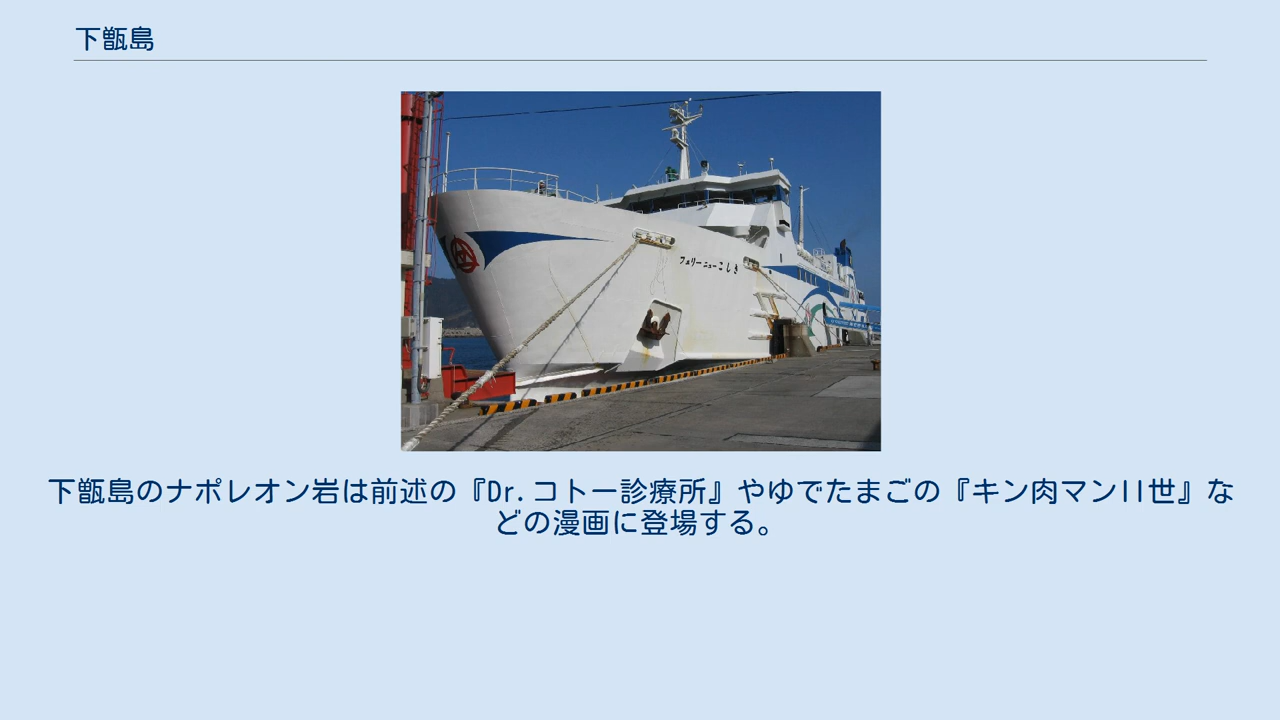 下甑島
フェリーニューこしき
下甑島のナポレオン岩は前述の『Dr.コトー診療所』やゆでたまごの『キン肉マンII世』な
どの漫画に登場する。